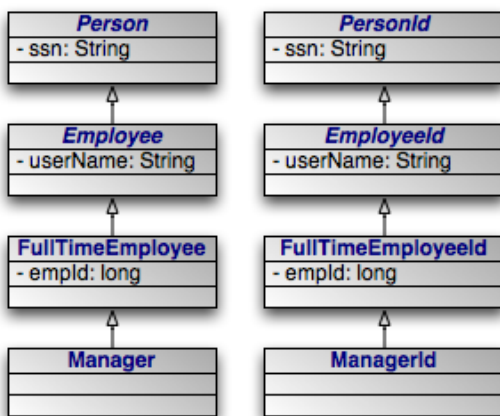 Person
- ssn: String
Employee
- userName: String
FullTimeEmployee
- empId: long
Manager
PersonId
- ssn: String
EmployeeId
- userName: String
FullTimeEmployeeId
- empId: long
ManagerId